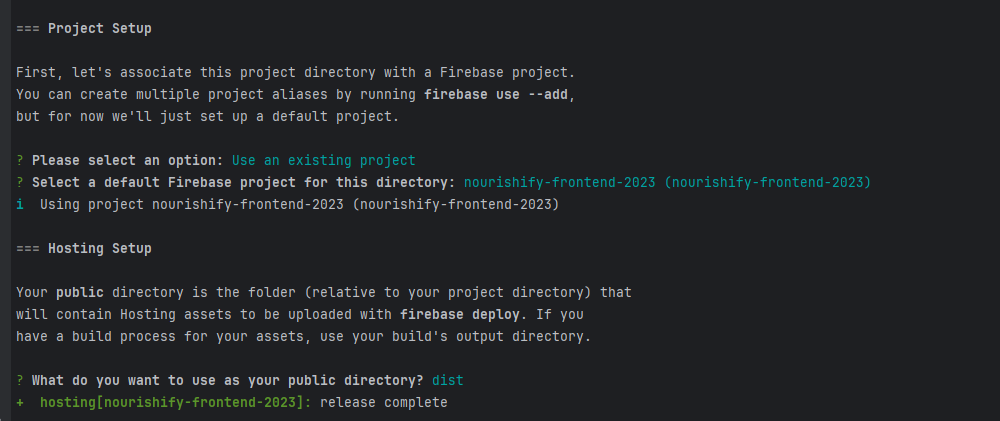 === Project Setup
First, let's associate this project directory with a Firebase project.
You can create multiple project aliases by running firebase use --add,
but for now we'll just set up a default project.
? Please select an option: Use an existing project
? Select a default Firebase project for this directory: nourishify-frontend-2023 (nourishify-frontend-2023)
i  Using project nourishify-frontend-2023 (nourishify-frontend-2023)
=== Hosting Setup
Your public directory is the folder (relative to your project directory) that
will contain Hosting assets to be uploaded with firebase deploy. If you
have a build process for your assets, use your build's output directory.
? What do you want to use as your public directory? dist
+  hosting[nourishify-frontend-2023]: release complete